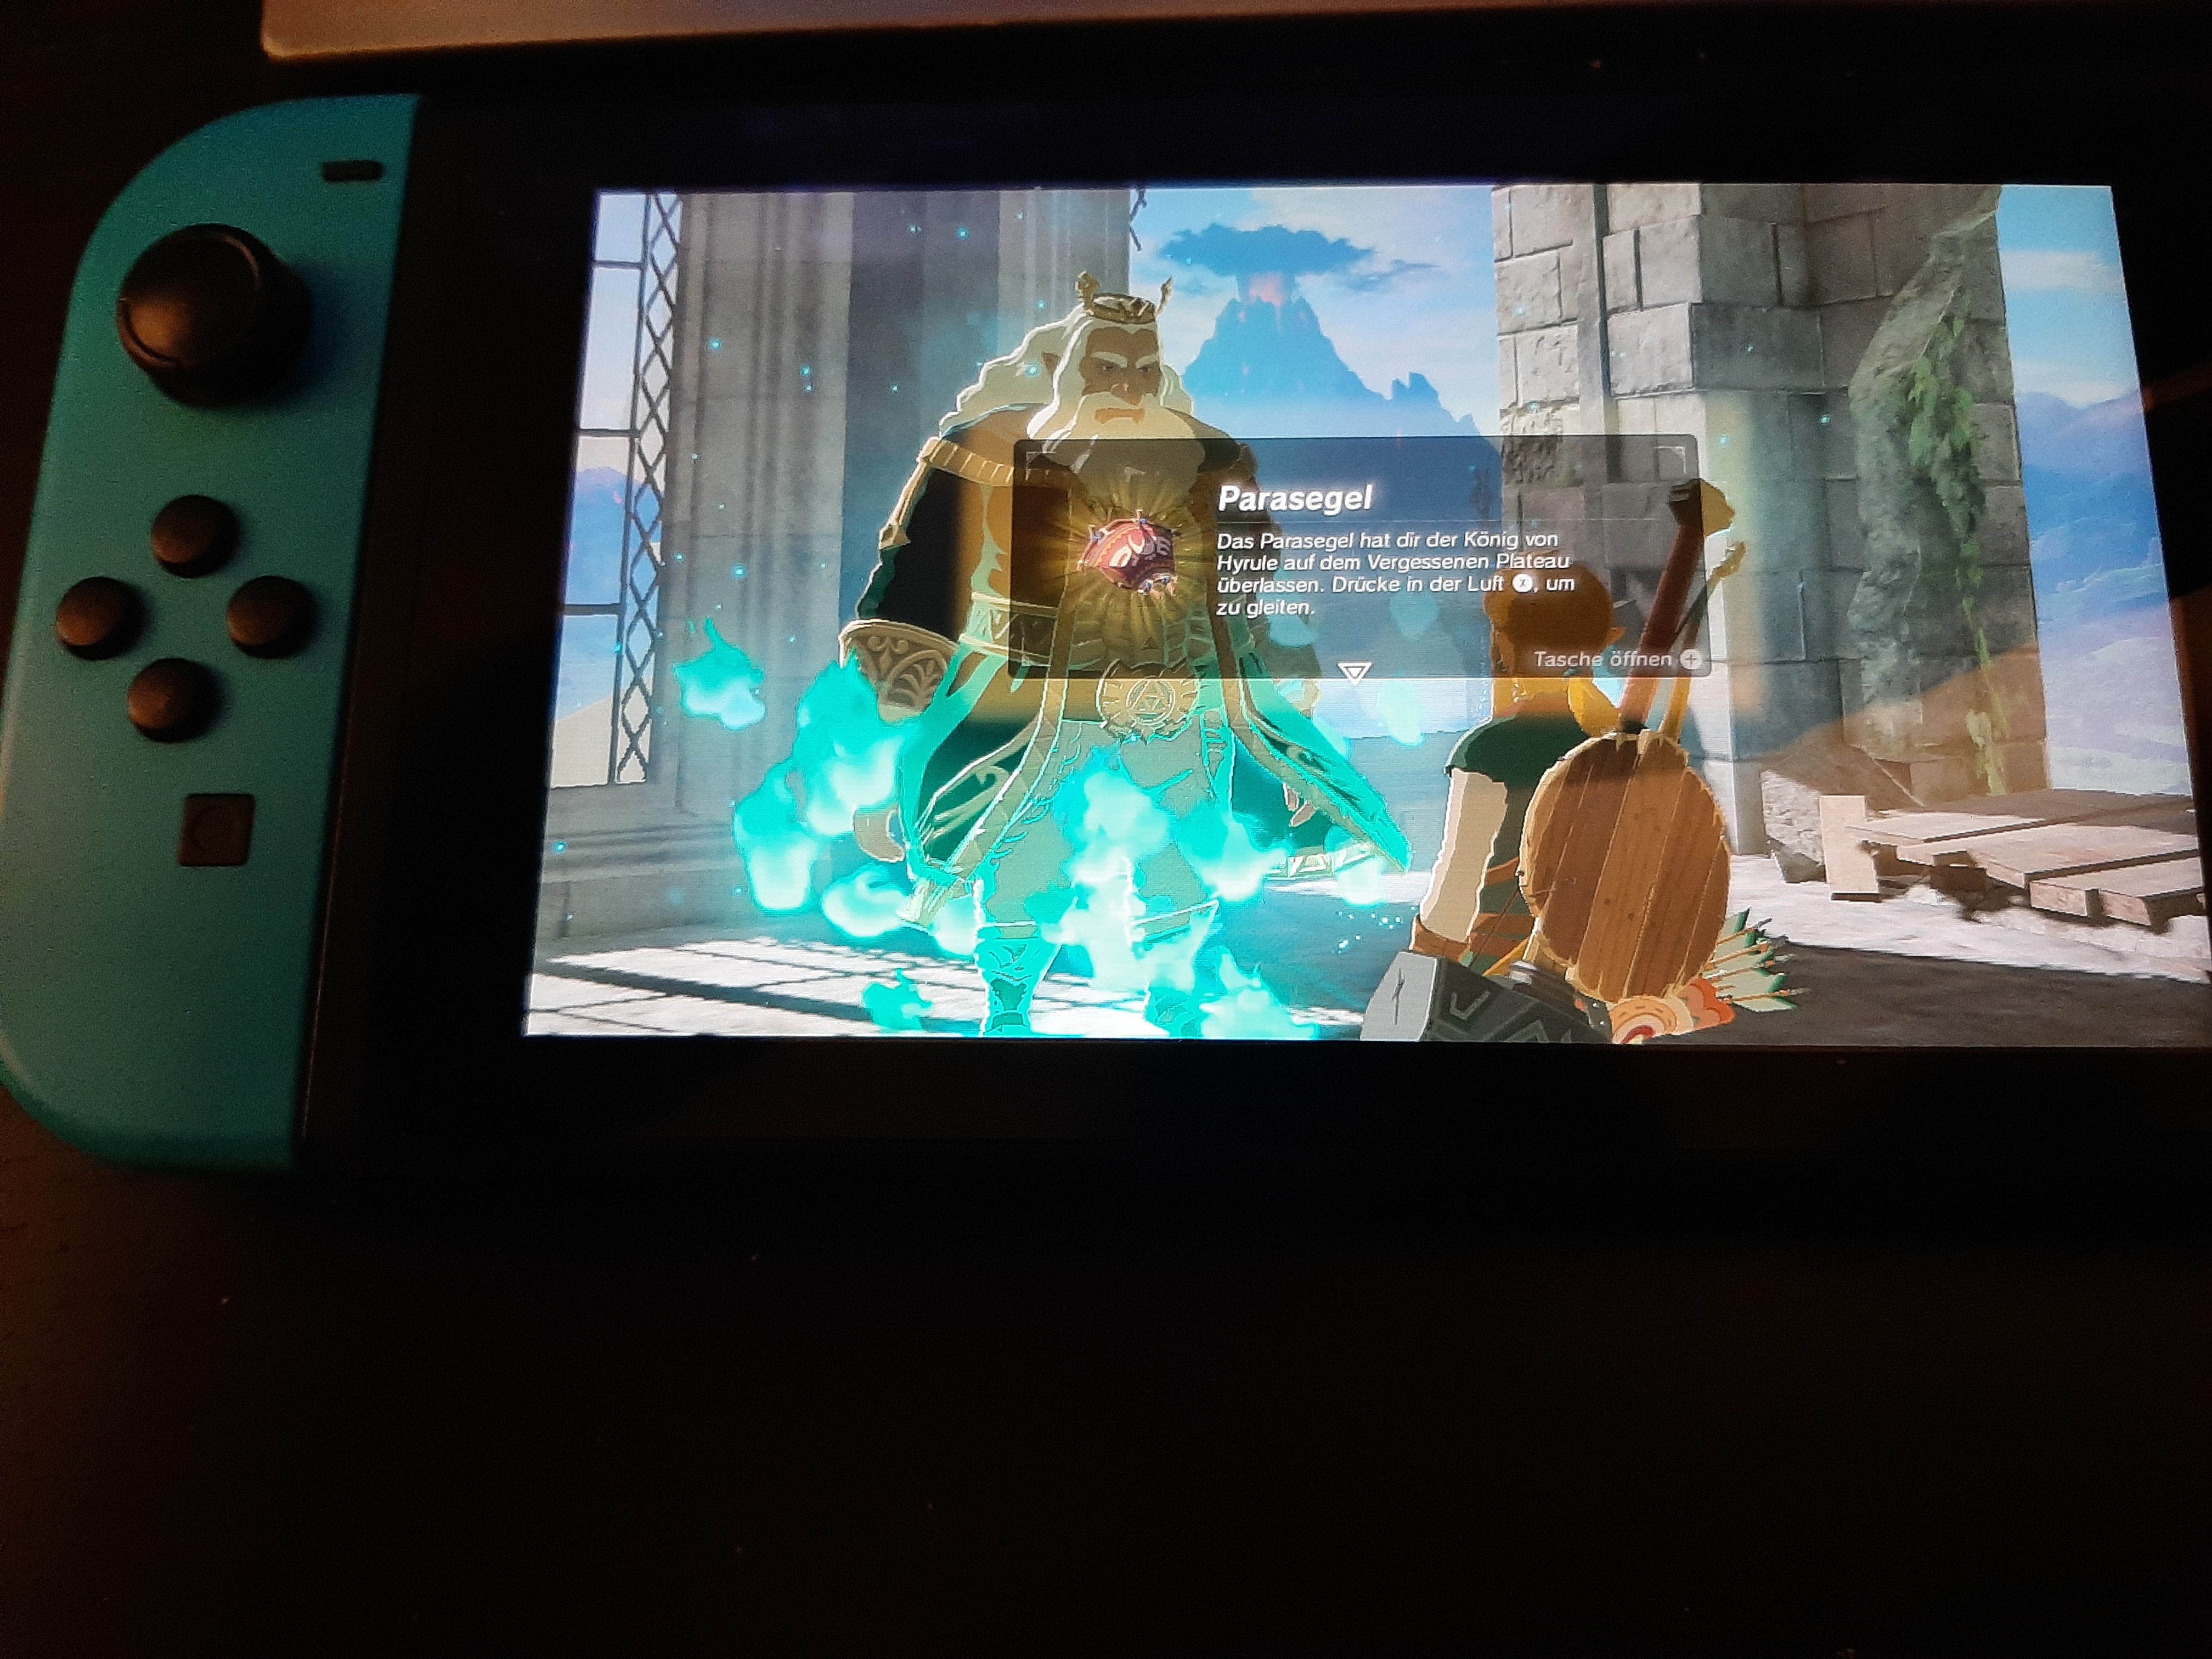 Parasegel
Das Parasegel hat dir der König von
Hyrule auf dem Vergessenen Plateau
überlassen. Drücke in der Luft X, um
zu gleiten.
Tasche öffnen +